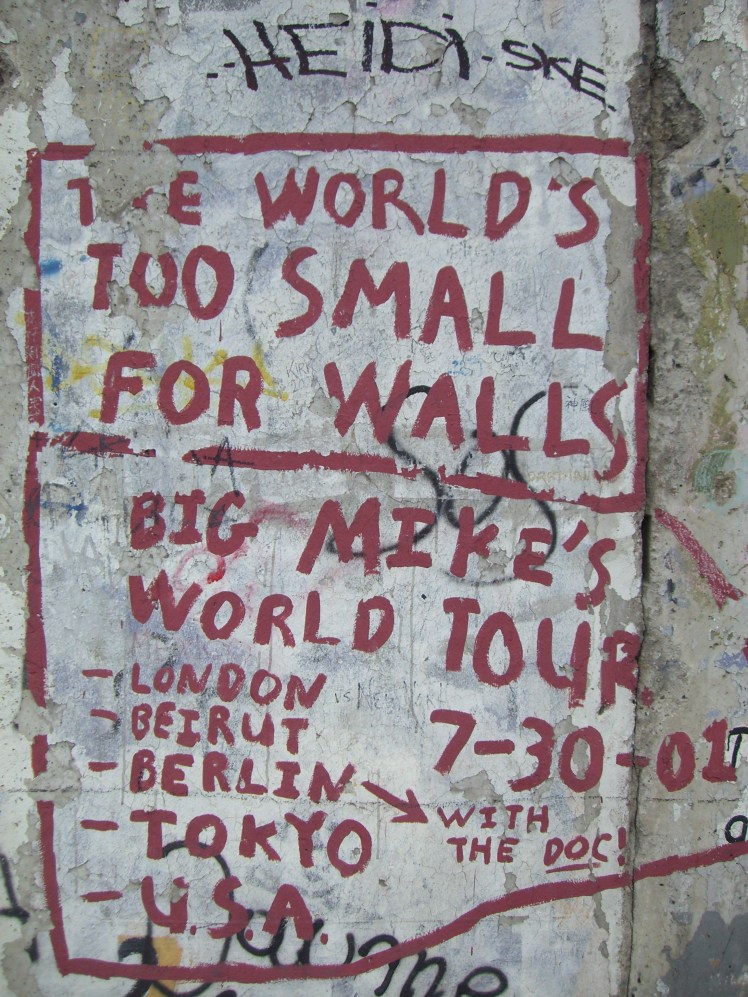 HEiDi - SKE
THE WORLD'S
TOO SMALL
FOR WALLS
BIG MIKE'S
WORLD TOUR.
- LONDON
- BEIRUT
- BERLIN
- TOKYO
- U.S.A.
7-30-01
WITH
THE DOC!